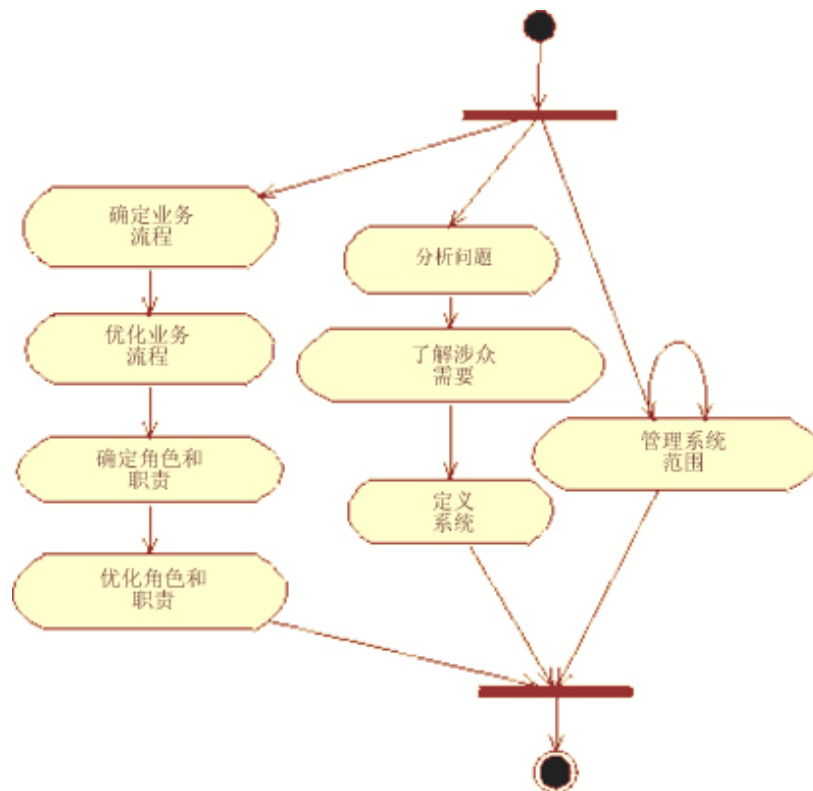 确定业务
流程
优化业务
流程
确定角色和
职责
优化角色和
职责
分析问题
了解涉众
需要
定义
系统
管理系统
范围